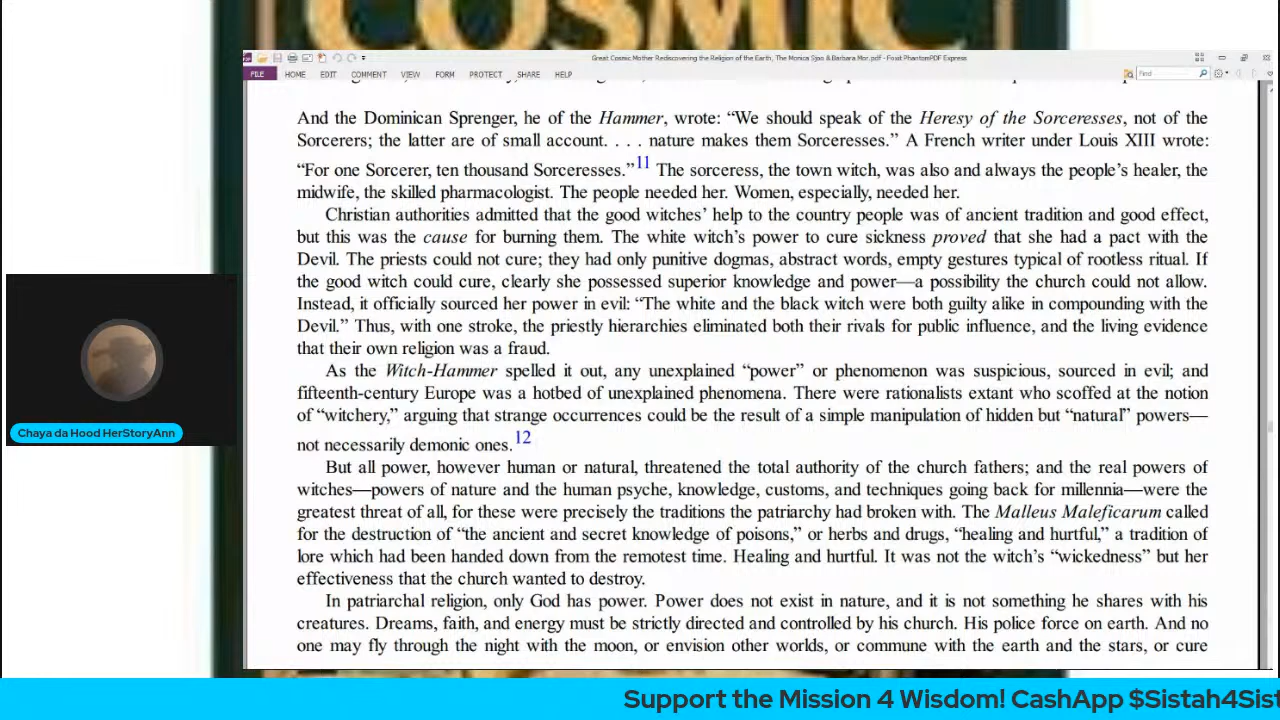 COSMIC
Great Cosmic Mother Rediscovering the Religion of the Earth, The Monica Sjoo & Barbara Mor.pdf - Foxit PhantomPDF Express
FILE HOME EDIT COMMENT VIEW FORM PROTECT SHARE HELP
Find
And the Dominican Sprenger, he of the Hammer, wrote: “We should speak of the Heresy of the Sorceresses, not of the
Sorcerers; the latter are of small account. . . . nature makes them Sorceresses.” A French writer under Louis XIII wrote:
“For one Sorcerer, ten thousand Sorceresses.”11 The sorceress, the town witch, was also and always the people’s healer, the
midwife, the skilled pharmacologist. The people needed her. Women, especially, needed her.
Christian authorities admitted that the good witches’ help to the country people was of ancient tradition and good effect,
but this was the cause for burning them. The white witch’s power to cure sickness proved that she had a pact with the
Devil. The priests could not cure; they had only punitive dogmas, abstract words, empty gestures typical of rootless ritual. If
the good witch could cure, clearly she possessed superior knowledge and power—a possibility the church could not allow.
Instead, it officially sourced her power in evil: “The white and the black witch were both guilty alike in compounding with the
Devil.” Thus, with one stroke, the priestly hierarchies eliminated both their rivals for public influence, and the living evidence
that their own religion was a fraud.
As the Witch-Hammer spelled it out, any unexplained “power” or phenomenon was suspicious, sourced in evil; and
fifteenth-century Europe was a hotbed of unexplained phenomena. There were rationalists extant who scoffed at the notion
of “witchery,” arguing that strange occurrences could be the result of a simple manipulation of hidden but “natural” powers—
not necessarily demonic ones.12
But all power, however human or natural, threatened the total authority of the church fathers; and the real powers of
witches—powers of nature and the human psyche, knowledge, customs, and techniques going back for millennia—were the
greatest threat of all, for these were precisely the traditions the patriarchy had broken with. The Malleus Maleficarum called
for the destruction of “the ancient and secret knowledge of poisons,” or herbs and drugs, “healing and hurtful,” a tradition of
lore which had been handed down from the remotest time. Healing and hurtful. It was not the witch’s “wickedness” but her
effectiveness that the church wanted to destroy.
In patriarchal religion, only God has power. Power does not exist in nature, and it is not something he shares with his
creatures. Dreams, faith, and energy must be strictly directed and controlled by his church. His police force on earth. And no
one may fly through the night with the moon, or envision other worlds, or commune with the earth and the stars, or cure
Chaya da Hood HerStoryAnn
Support the Mission 4 Wisdom! CashApp $Sistah4Sist